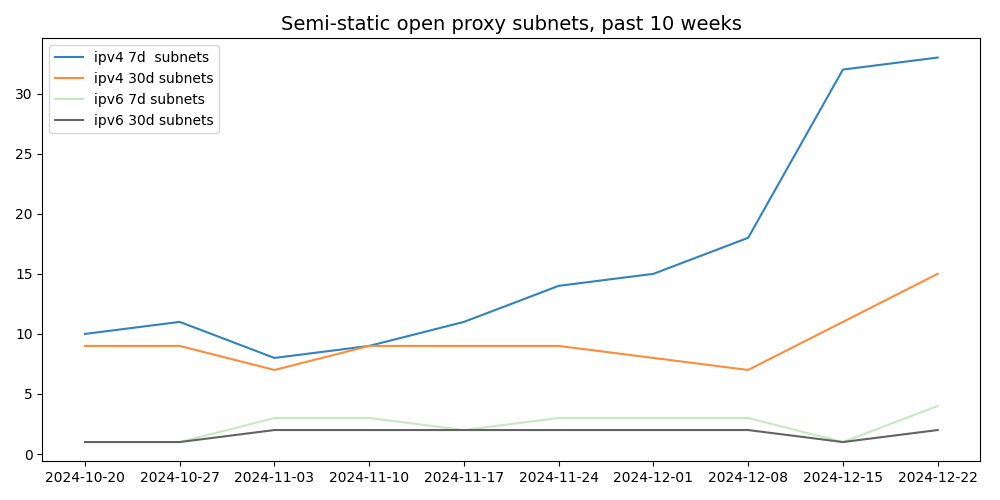 Semi-static open proxy subnets, past 10 weeks
ipv4 7d  subnets
ipv4 30d subnets
ipv6 7d subnets
ipv6 30d subnets
30
25
20
15
10
5
0
2024-10-20 2024-10-27 2024-11-03 2024-11-10 2024-11-17 2024-11-24 2024-12-01 2024-12-08 2024-12-15 2024-12-22